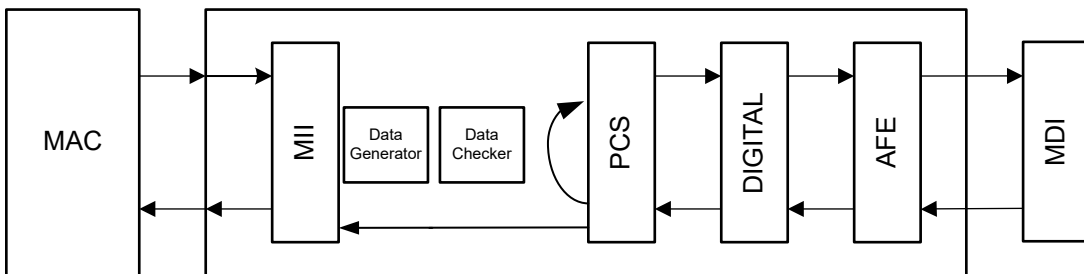 MAC
MII
Data
Generator
Data
Checker
PCS
DIGITAL
AFE
MDI